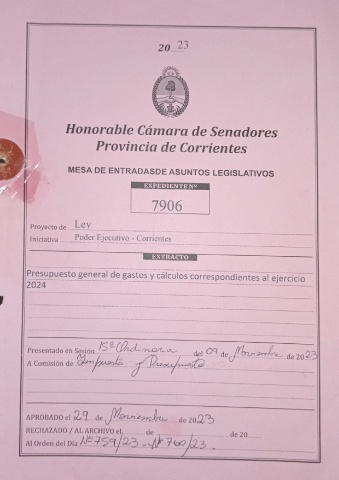 20 23
Honorable Cámara de Senadores
Provincia de Corrientes
MESA DE ENTRADASDE ASUNTOS LEGISLATIVOS
EXPEDIENTE Nº
7906
Proyecto de Ley
Iniciativa Poder Ejecutivo - Corrientes
EXTRACTO
Presupuesto general de gastos y cálculos correspondientes al ejercicio
2024
Presentado en Sesión 15ª Ordinaria del 09 de Noviembre de 2023
A Comisión de Impuesto y Presupuesto
APROBADO el 29 de Noviembre de 2023
RECHAZADO / AL ARCHIVO el de de 20
Al Orden del Día Nº 759/23 - Nº 760/23.